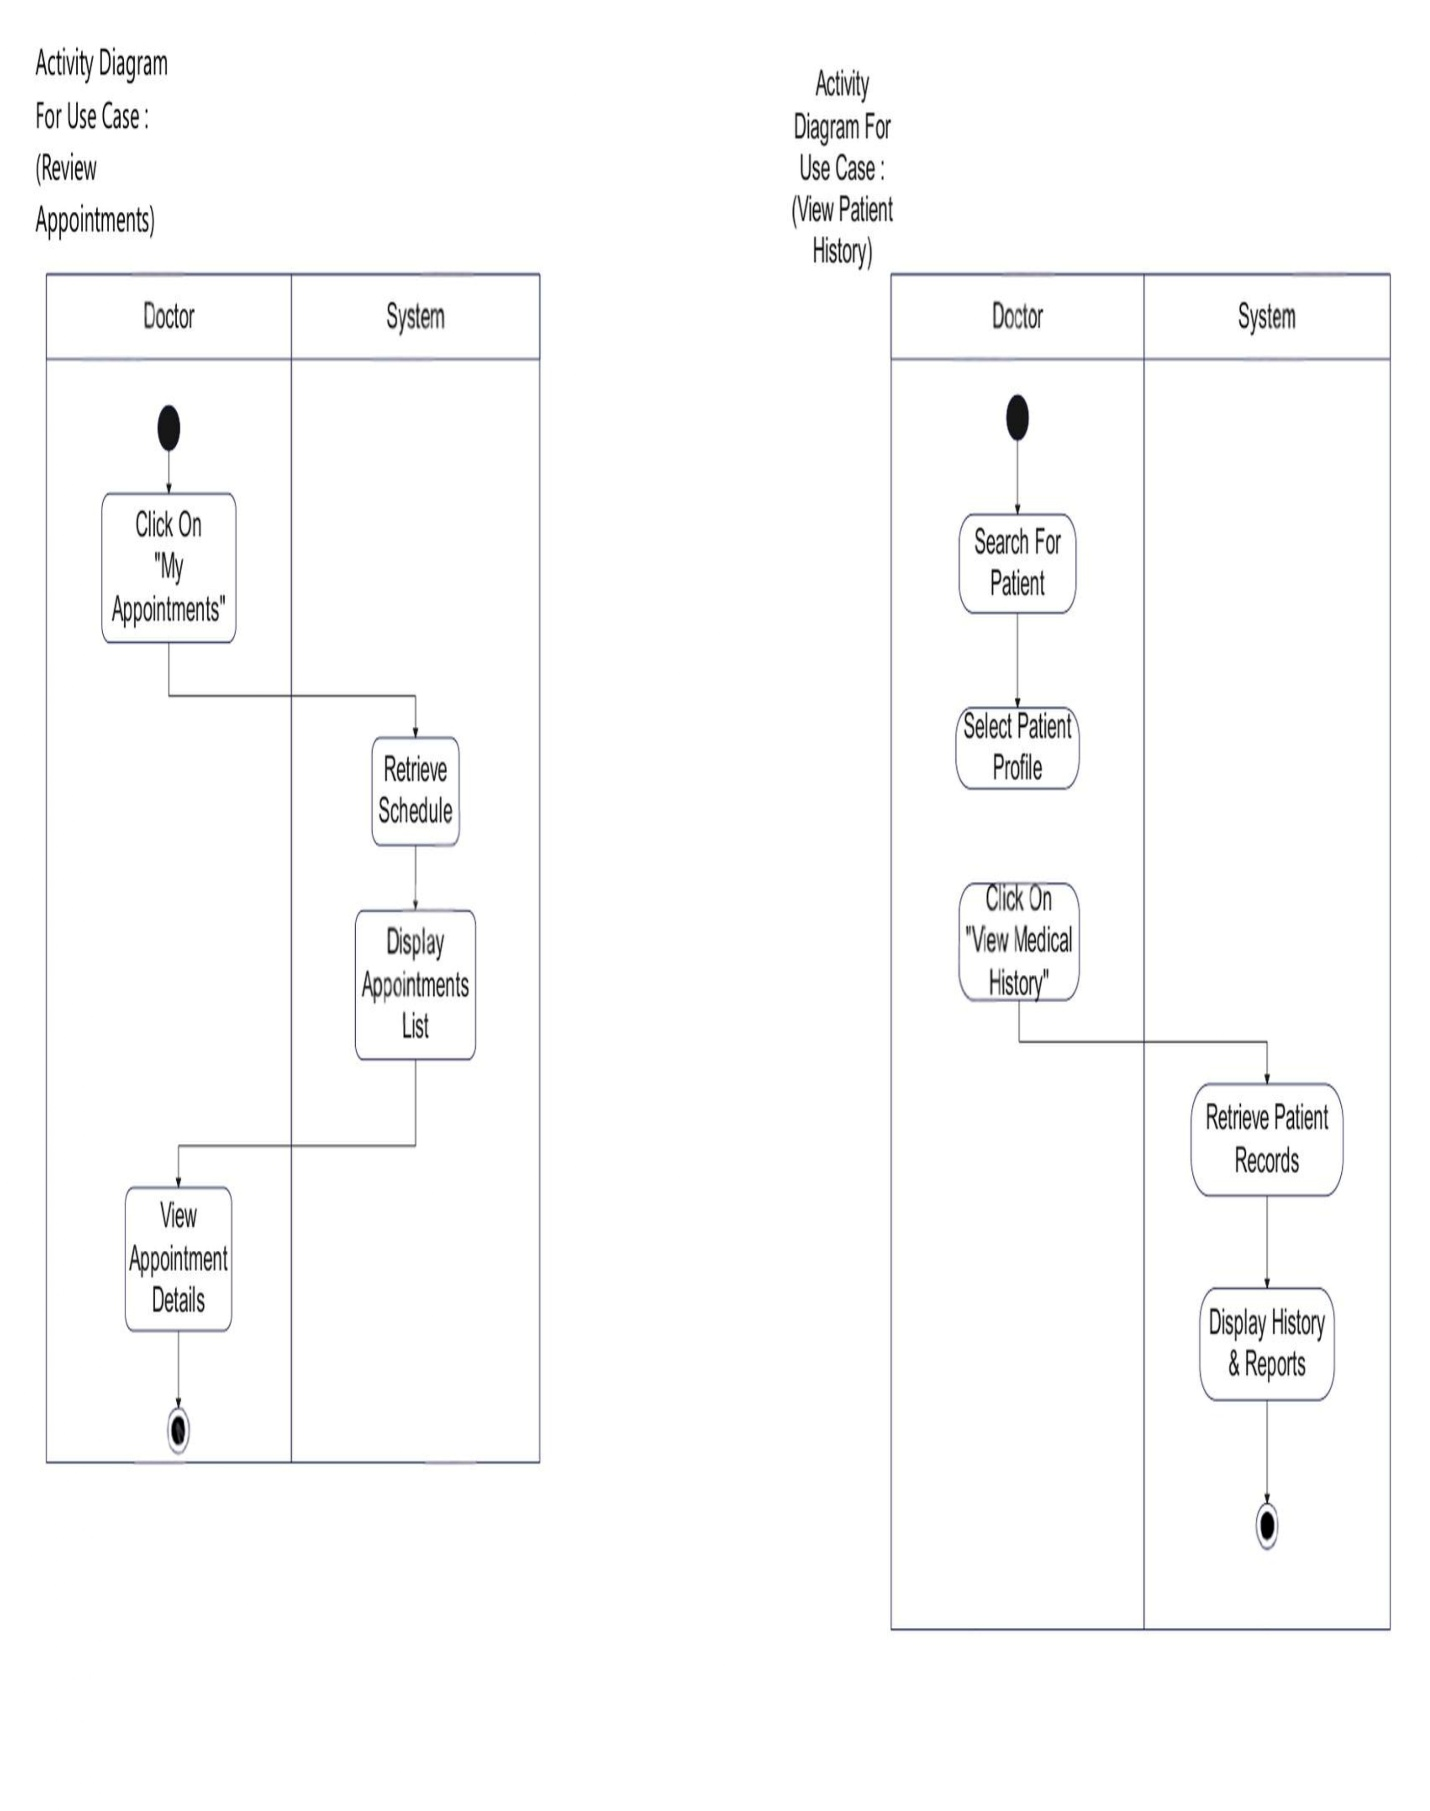 Activity Diagram
For Use Case :
(Review
Appointments)
Doctor
System
Click On
"My
Appointments"
Retrieve
Schedule
Display
Appointments
List
View
Appointment
Details
Activity
Diagram For
Use Case :
(View Patient
History)
Doctor
System
Search For
Patient
Select Patient
Profile
Click On
"View Medical
History"
Retrieve Patient
Records
Display History
& Reports